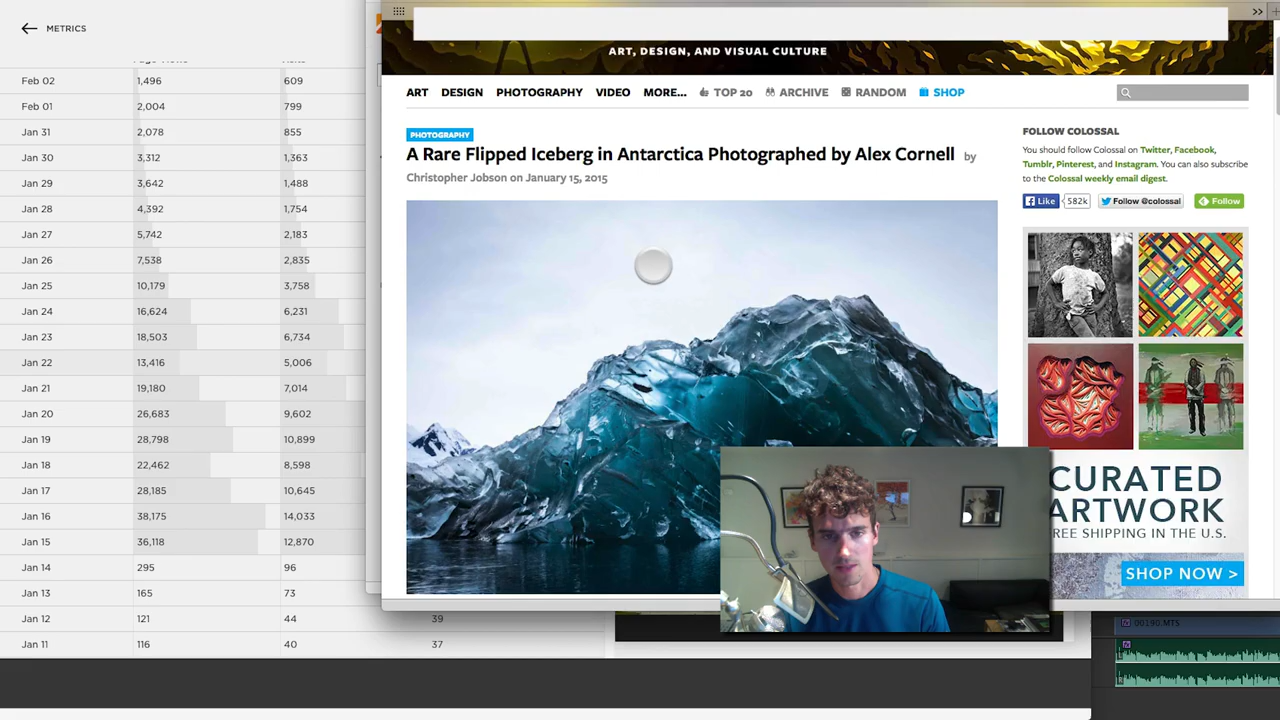 METRICS
Feb 02 1,496 609
Feb 01 2,004 799
Jan 31 2,078 855
Jan 30 3,312 1,363
Jan 29 3,642 1,488
Jan 28 4,392 1,754
Jan 27 5,742 2,183
Jan 26 7,538 2,835
Jan 25 10,179 3,758
Jan 24 16,624 6,231
Jan 23 18,503 6,734
Jan 22 13,416 5,006
Jan 21 19,180 7,014
Jan 20 26,683 9,602
Jan 19 28,798 10,899
Jan 18 22,462 8,598
Jan 17 28,185 10,645
Jan 16 38,175 14,033
Jan 15 36,118 12,870
Jan 14 295 96
Jan 13 165 73
Jan 12 121 44 39
Jan 11 116 40 37
ART, DESIGN, AND VISUAL CULTURE
ART DESIGN PHOTOGRAPHY VIDEO MORE... TOP 20 ARCHIVE RANDOM SHOP
PHOTOGRAPHY
A Rare Flipped Iceberg in Antarctica Photographed by Alex Cornell by
Christopher Jobson on January 15, 2015
FOLLOW COLOSSAL
You should follow Colossal on Twitter, Facebook,
Tumblr, Pinterest, and Instagram. You can also subscribe
to the Colossal weekly email digest.
Like 582k Follow @colossal Follow
CURATED
ARTWORK
FREE SHIPPING IN THE U.S.
SHOP NOW >
00190.MTS